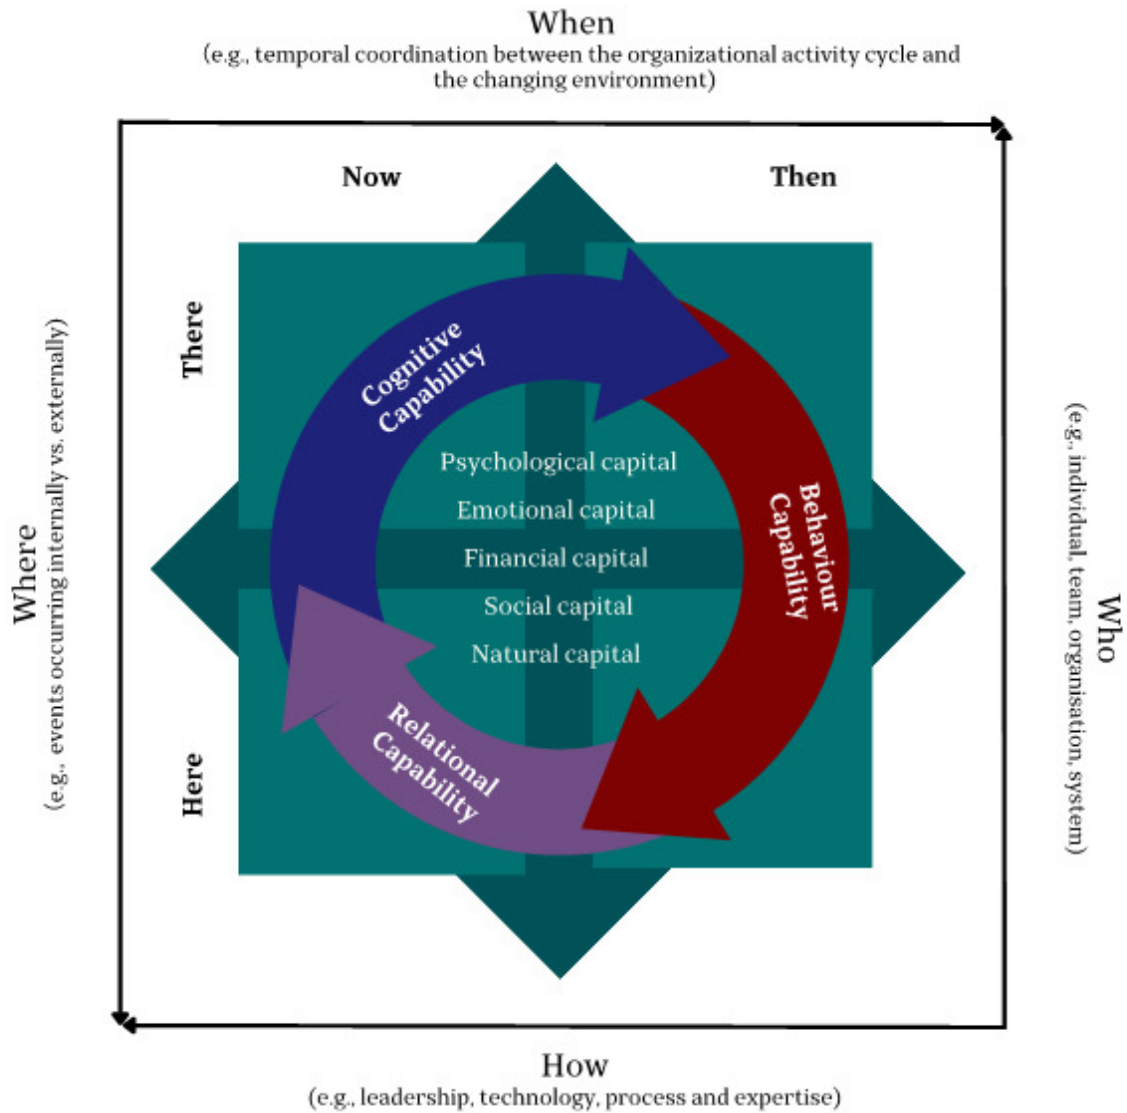 When
(e.g., temporal coordination between the organizational activity cycle and
the changing environment)
Now
Then
There
Here
Where
(e.g., events occurring internally vs. externally)
Cognitive
Capability
Behaviour
Capability
Relational
Capability
Psychological capital
Emotional capital
Financial capital
Social capital
Natural capital
Who
(e.g., individual, team, organisation, system)
How
(e.g., leadership, technology, process and expertise)